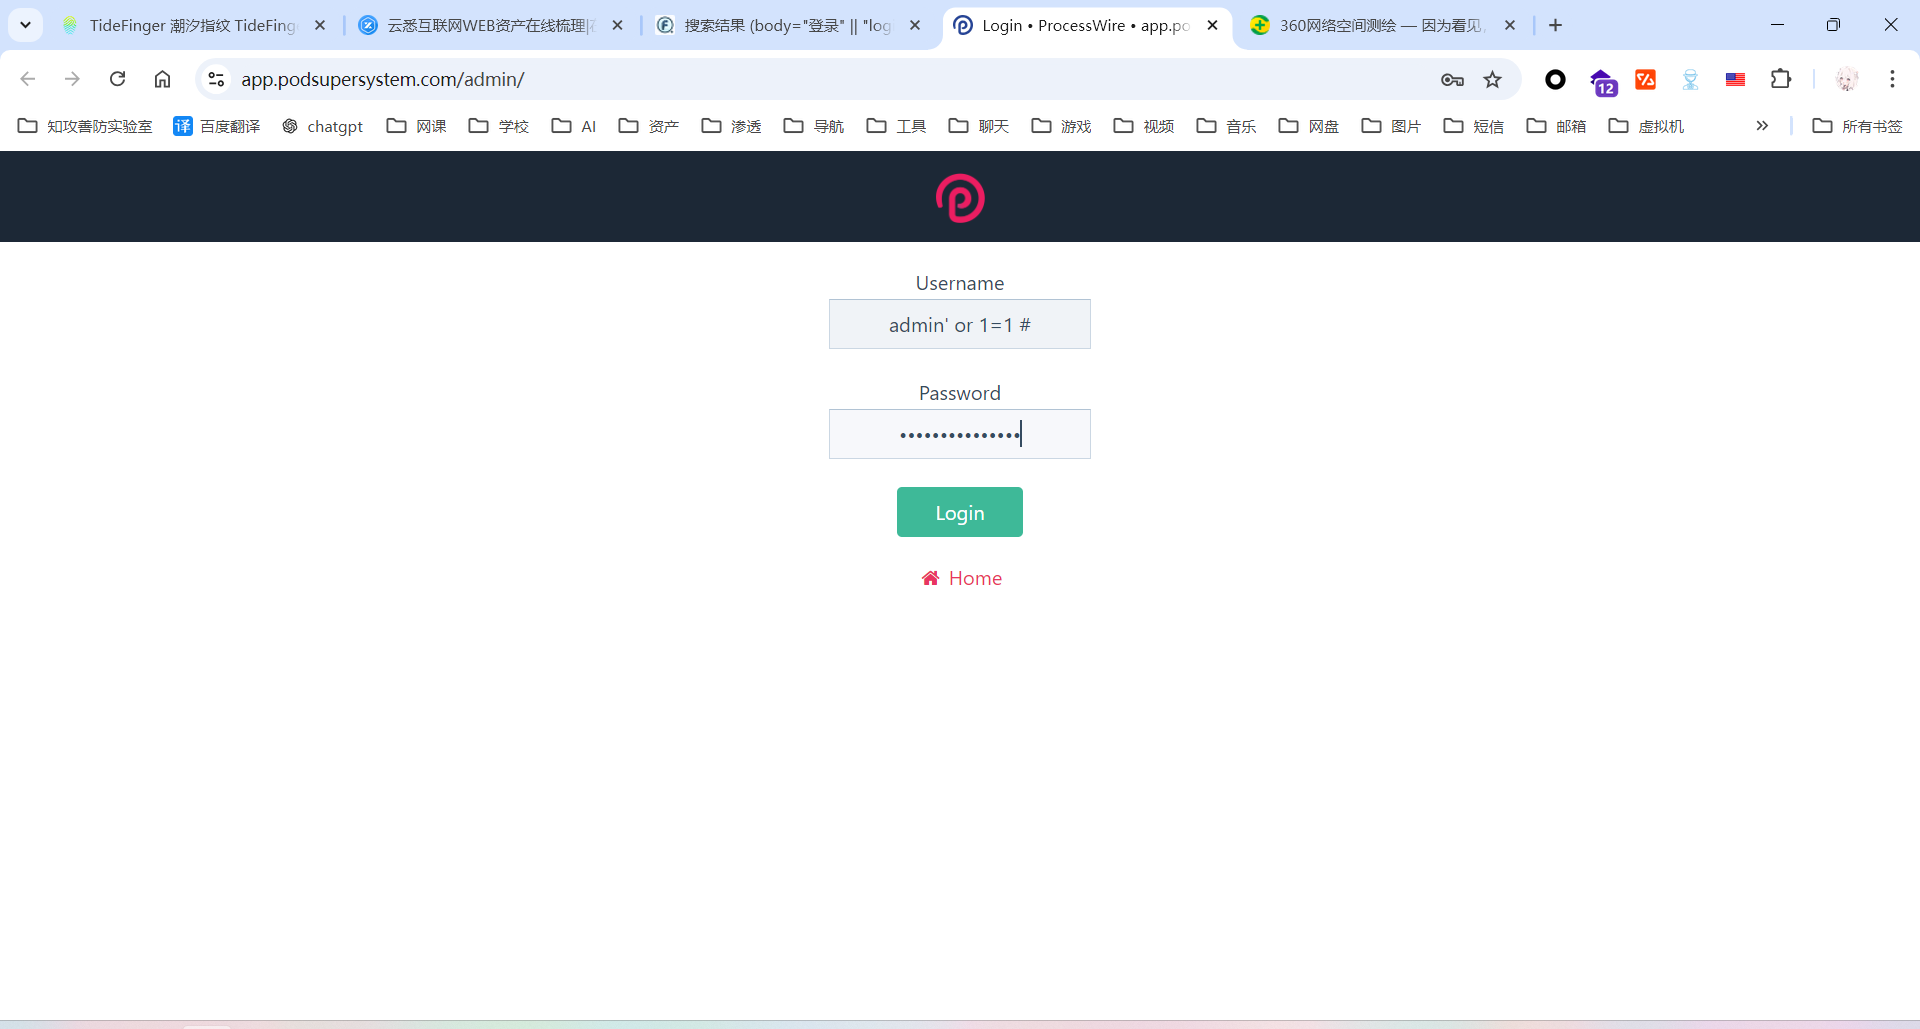 TideFinger 潮汐指纹 TideFing
云悉互联网WEB资产在线梳理|在
搜索结果 (body="登录" || "log
Login • ProcessWire • app.po
360网络空间测绘 — 因为看见,
app.podsupersystem.com/admin/
12
知攻善防实验室
译 百度翻译
chatgpt
网课
学校
AI
资产
渗透
导航
工具
聊天
游戏
视频
音乐
网盘
图片
短信
邮箱
虚拟机
»
所有书签
Username
admin' or 1=1 #
Password
•••••••••••••••
Login
Home